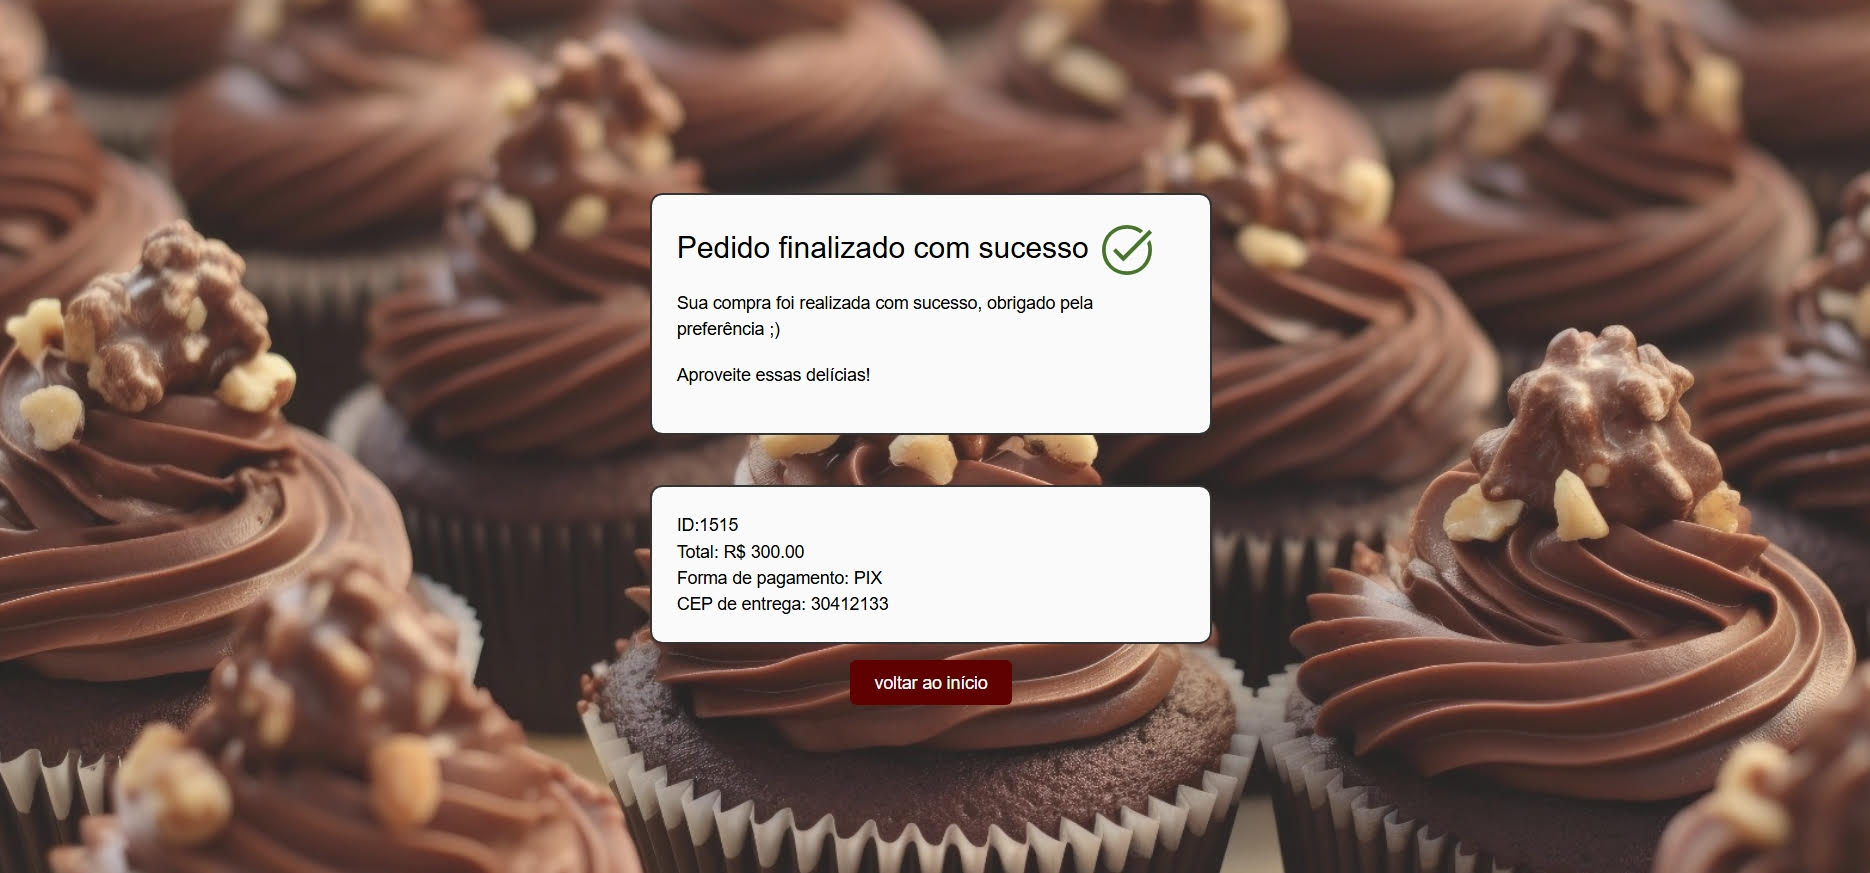 Pedido finalizado com sucesso
Sua compra foi realizada com sucesso, obrigado pela
preferência ;)
Aproveite essas delícias!
ID:1515
Total: R$ 300.00
Forma de pagamento: PIX
CEP de entrega: 30412133
voltar ao início